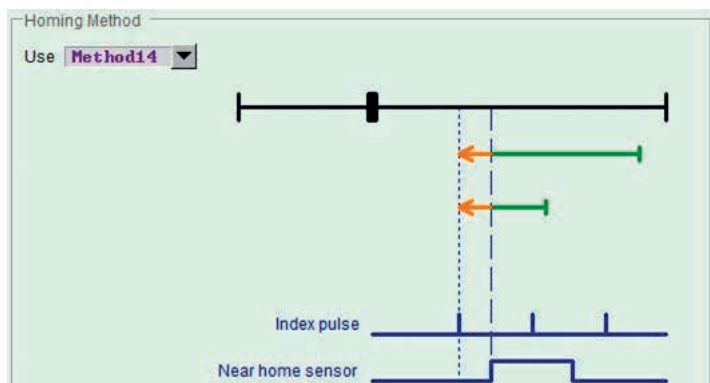 Homing Method
Use Method14
Index pulse
Near home sensor